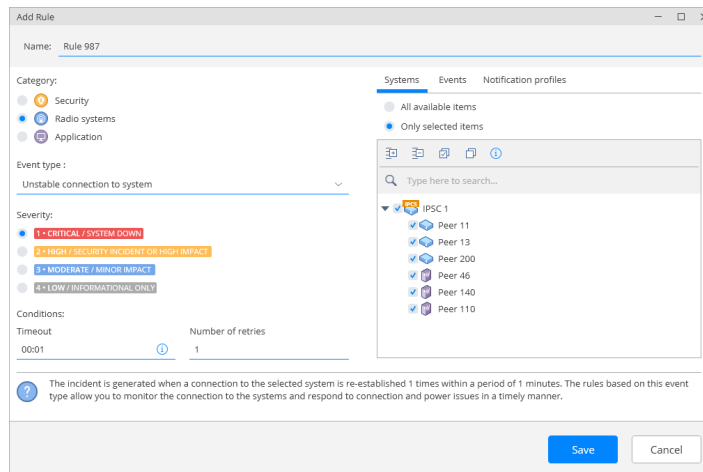 Add Rule
Name: Rule 987
Category:
Security
Radio systems
Application
Event type :
Unstable connection to system
Severity:
1 • CRITICAL / SYSTEM DOWN
2 • HIGH / SECURITY INCIDENT OR HIGH IMPACT
3 • MODERATE / MINOR IMPACT
4 • LOW / INFORMATIONAL ONLY
Conditions:
Timeout Number of retries
00:01 1
Systems Events Notification profiles
All available items
Only selected items
Type here to search...
IPCS IPSC 1
Peer 11
Peer 13
Peer 200
Peer 46
Peer 140
Peer 110
The incident is generated when a connection to the selected system is re-established 1 times within a period of 1 minutes. The rules based on this event
type allow you to monitor the connection to the systems and respond to connection and power issues in a timely manner.
Save Cancel